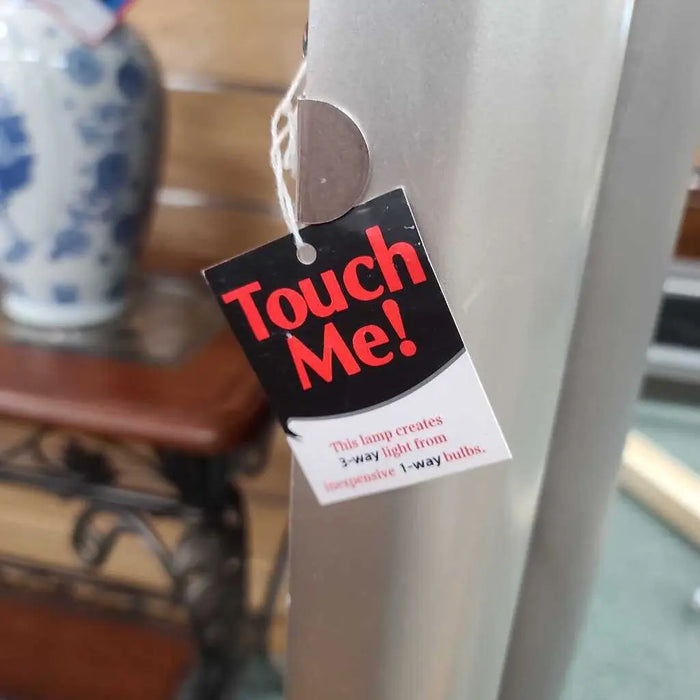 Touch
Me!
This lamp creates
3-way light from
inexpensive 1-way bulbs.